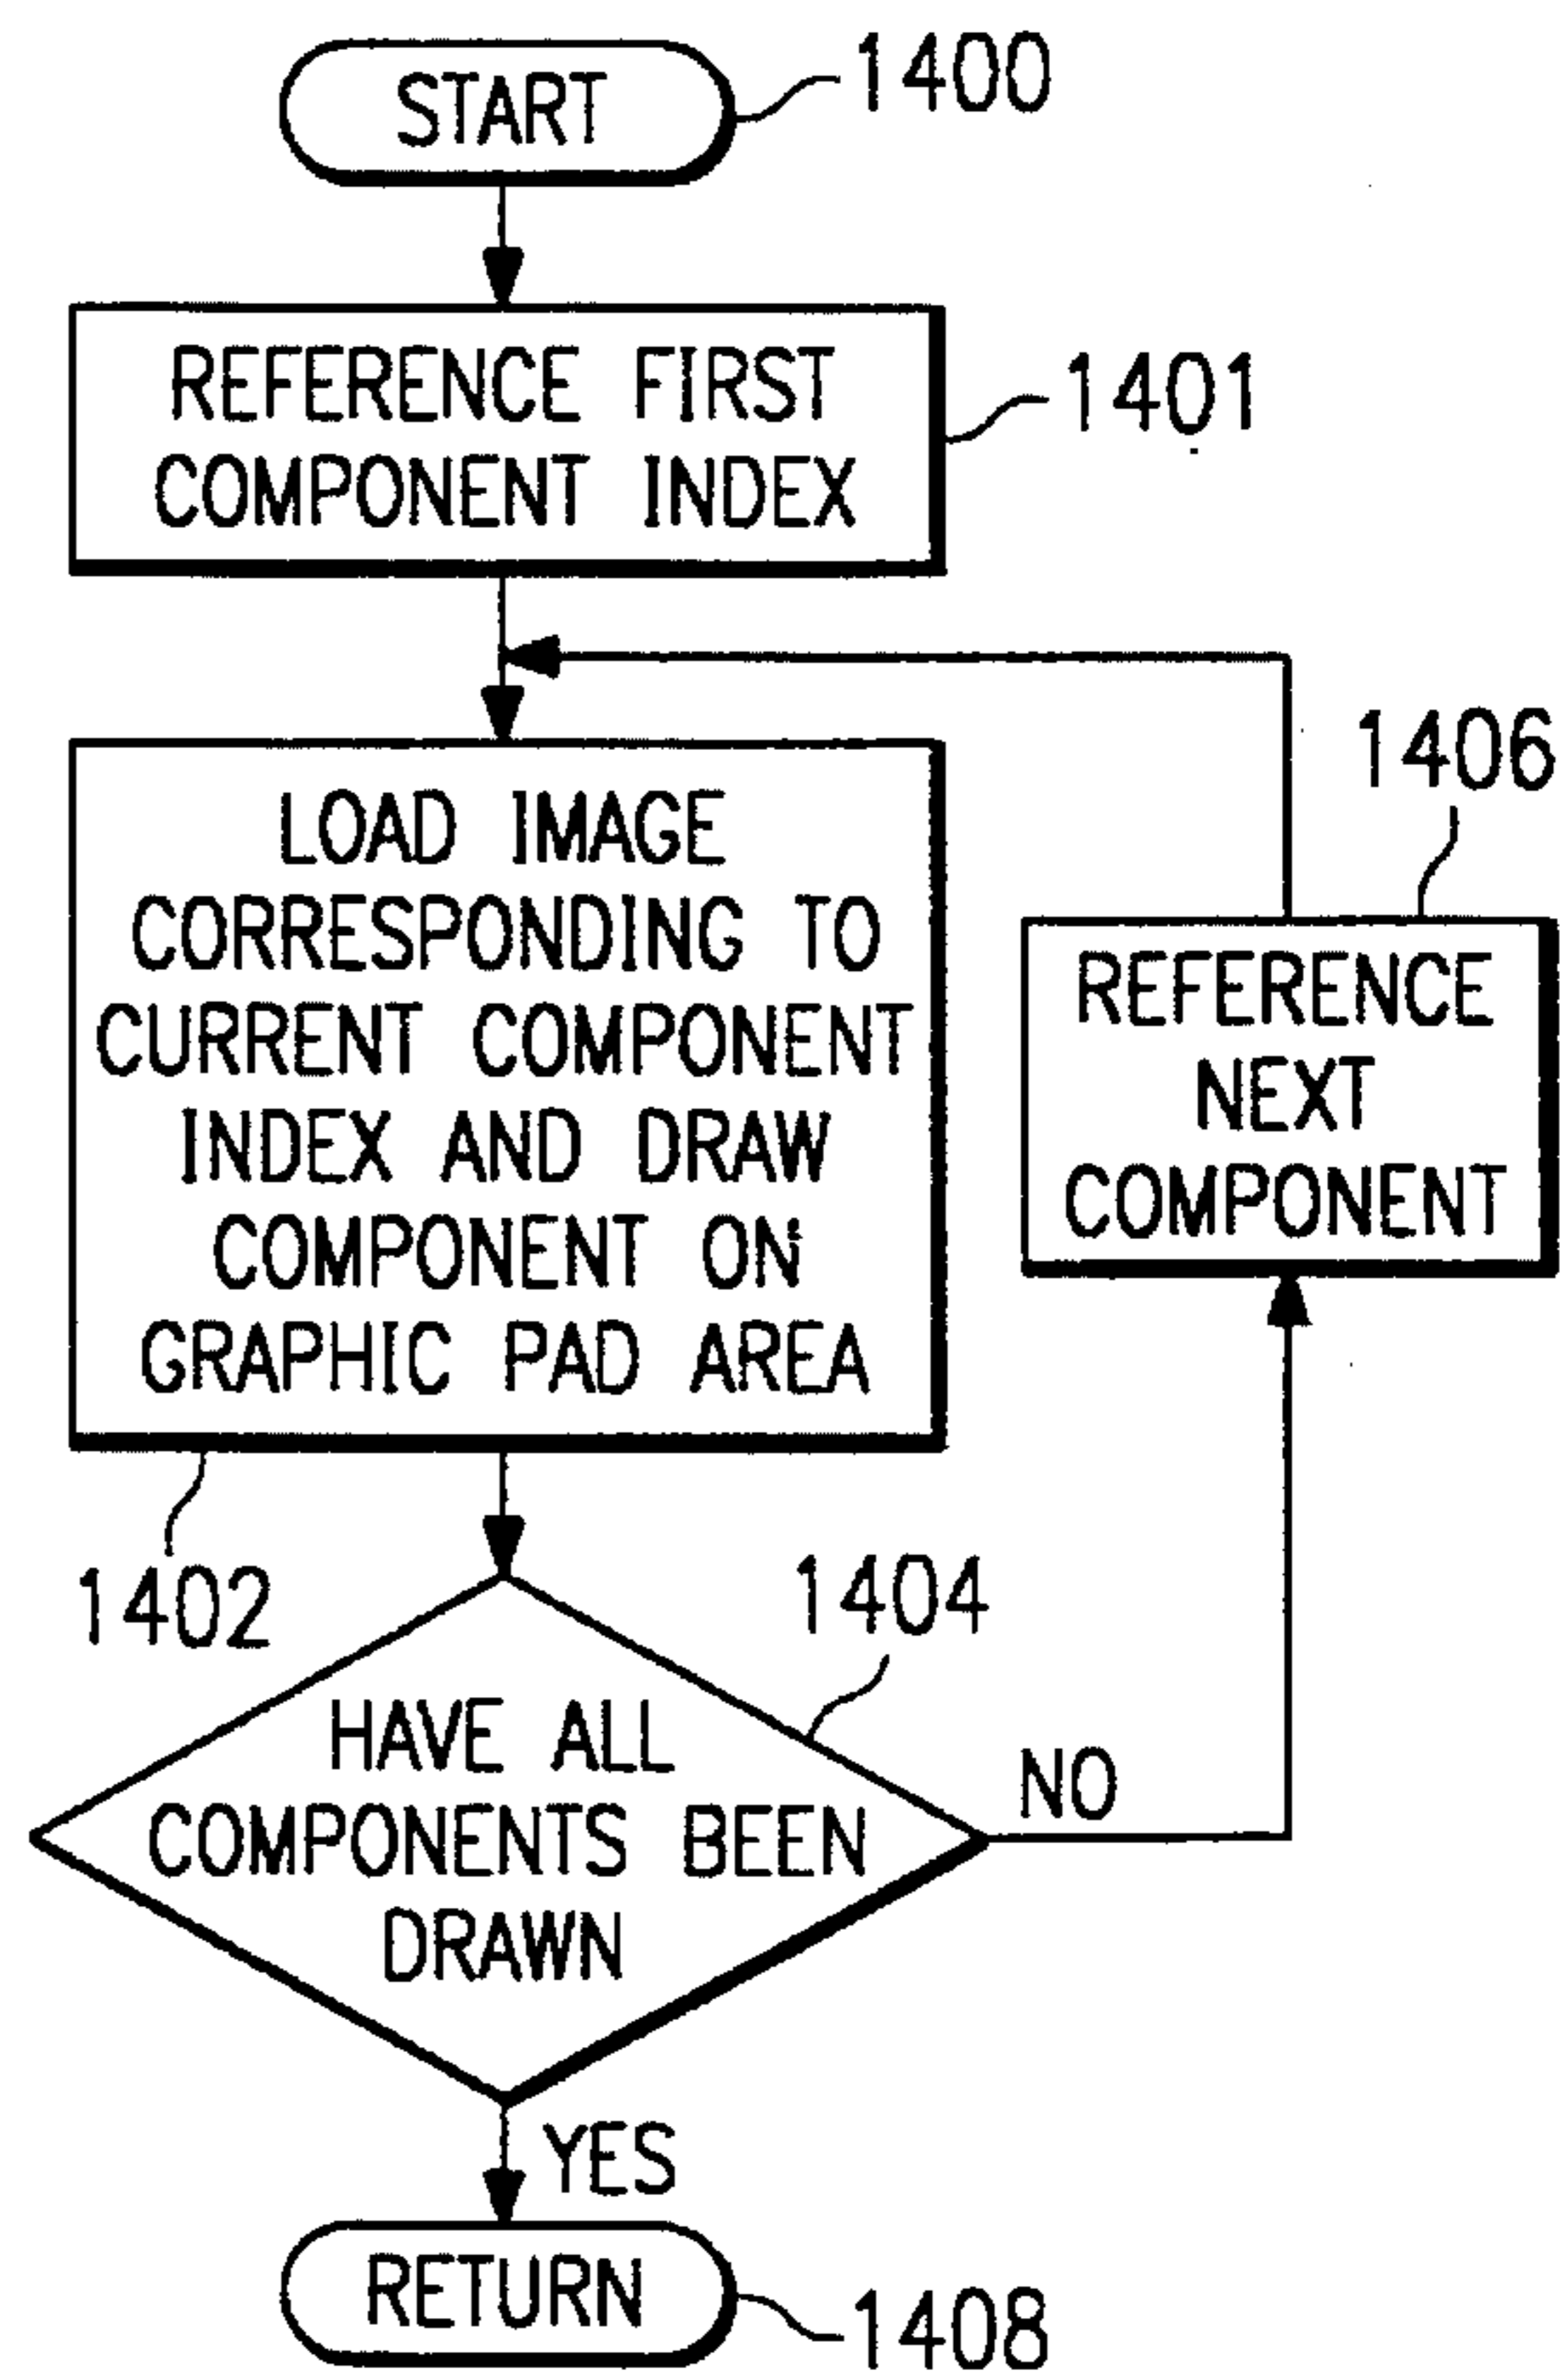 START
1400
REFERENCE FIRST
COMPONENT INDEX
1401
LOAD IMAGE
CORRESPONDING TO
CURRENT COMPONENT
INDEX AND DRAW
COMPONENT ON
GRAPHIC PAD AREA
1402
1406
REFERENCE
NEXT
COMPONENT
1404
HAVE ALL
COMPONENTS BEEN
DRAWN
NO
YES
RETURN
1408